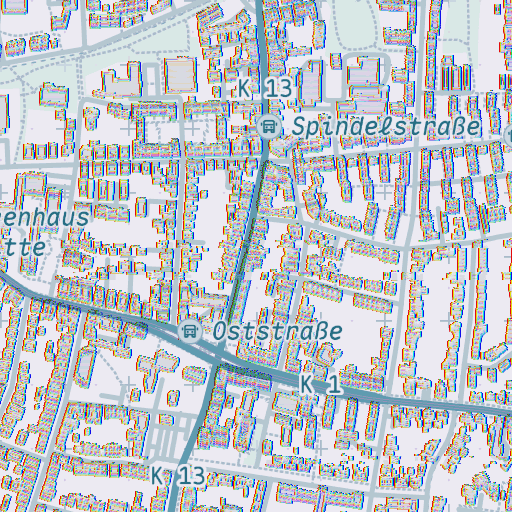 K 13
Spindelstraße
enhaus
tte
Oststraße
K 1
K 13